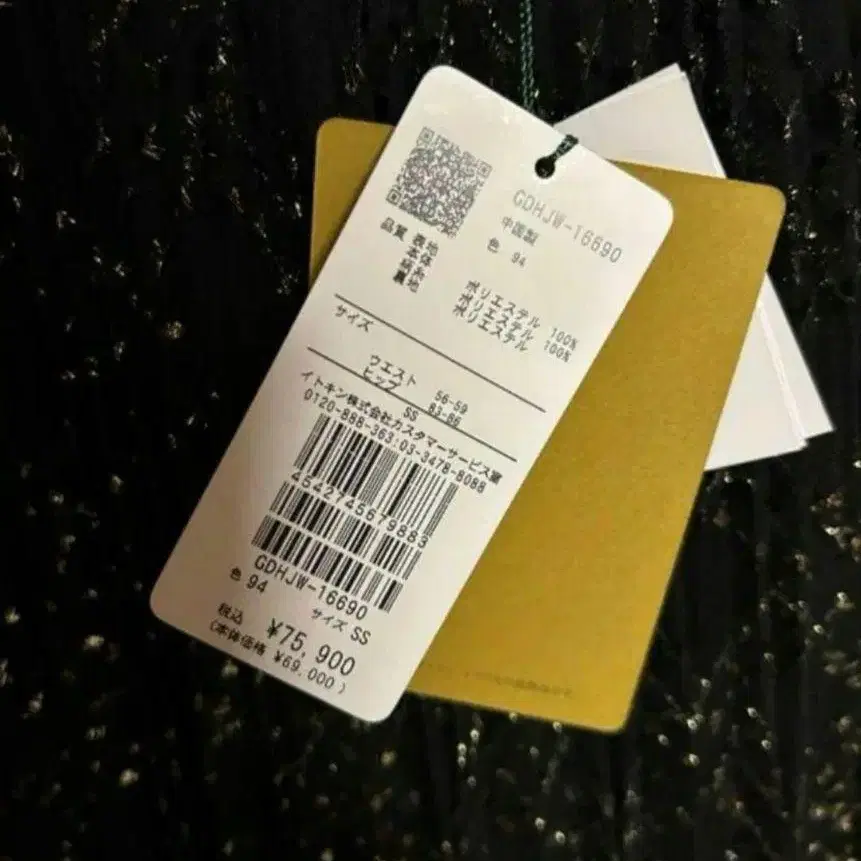 GDHJW-16690
中国製
色 94
品質 表地
本体 ポリエステル 100%
別布 ポリエステル
裏地 ポリエステル 100%
サイズ
ウエスト 56-59
ヒップ 83-86
SS
イトキン株式会社カスタマーサービス室
0120-888-363:03-3478-8088
4542745679883
GDHJW-16690
色 94 サイズ SS
税込 ¥75,900
(本体価格 ¥69,000)